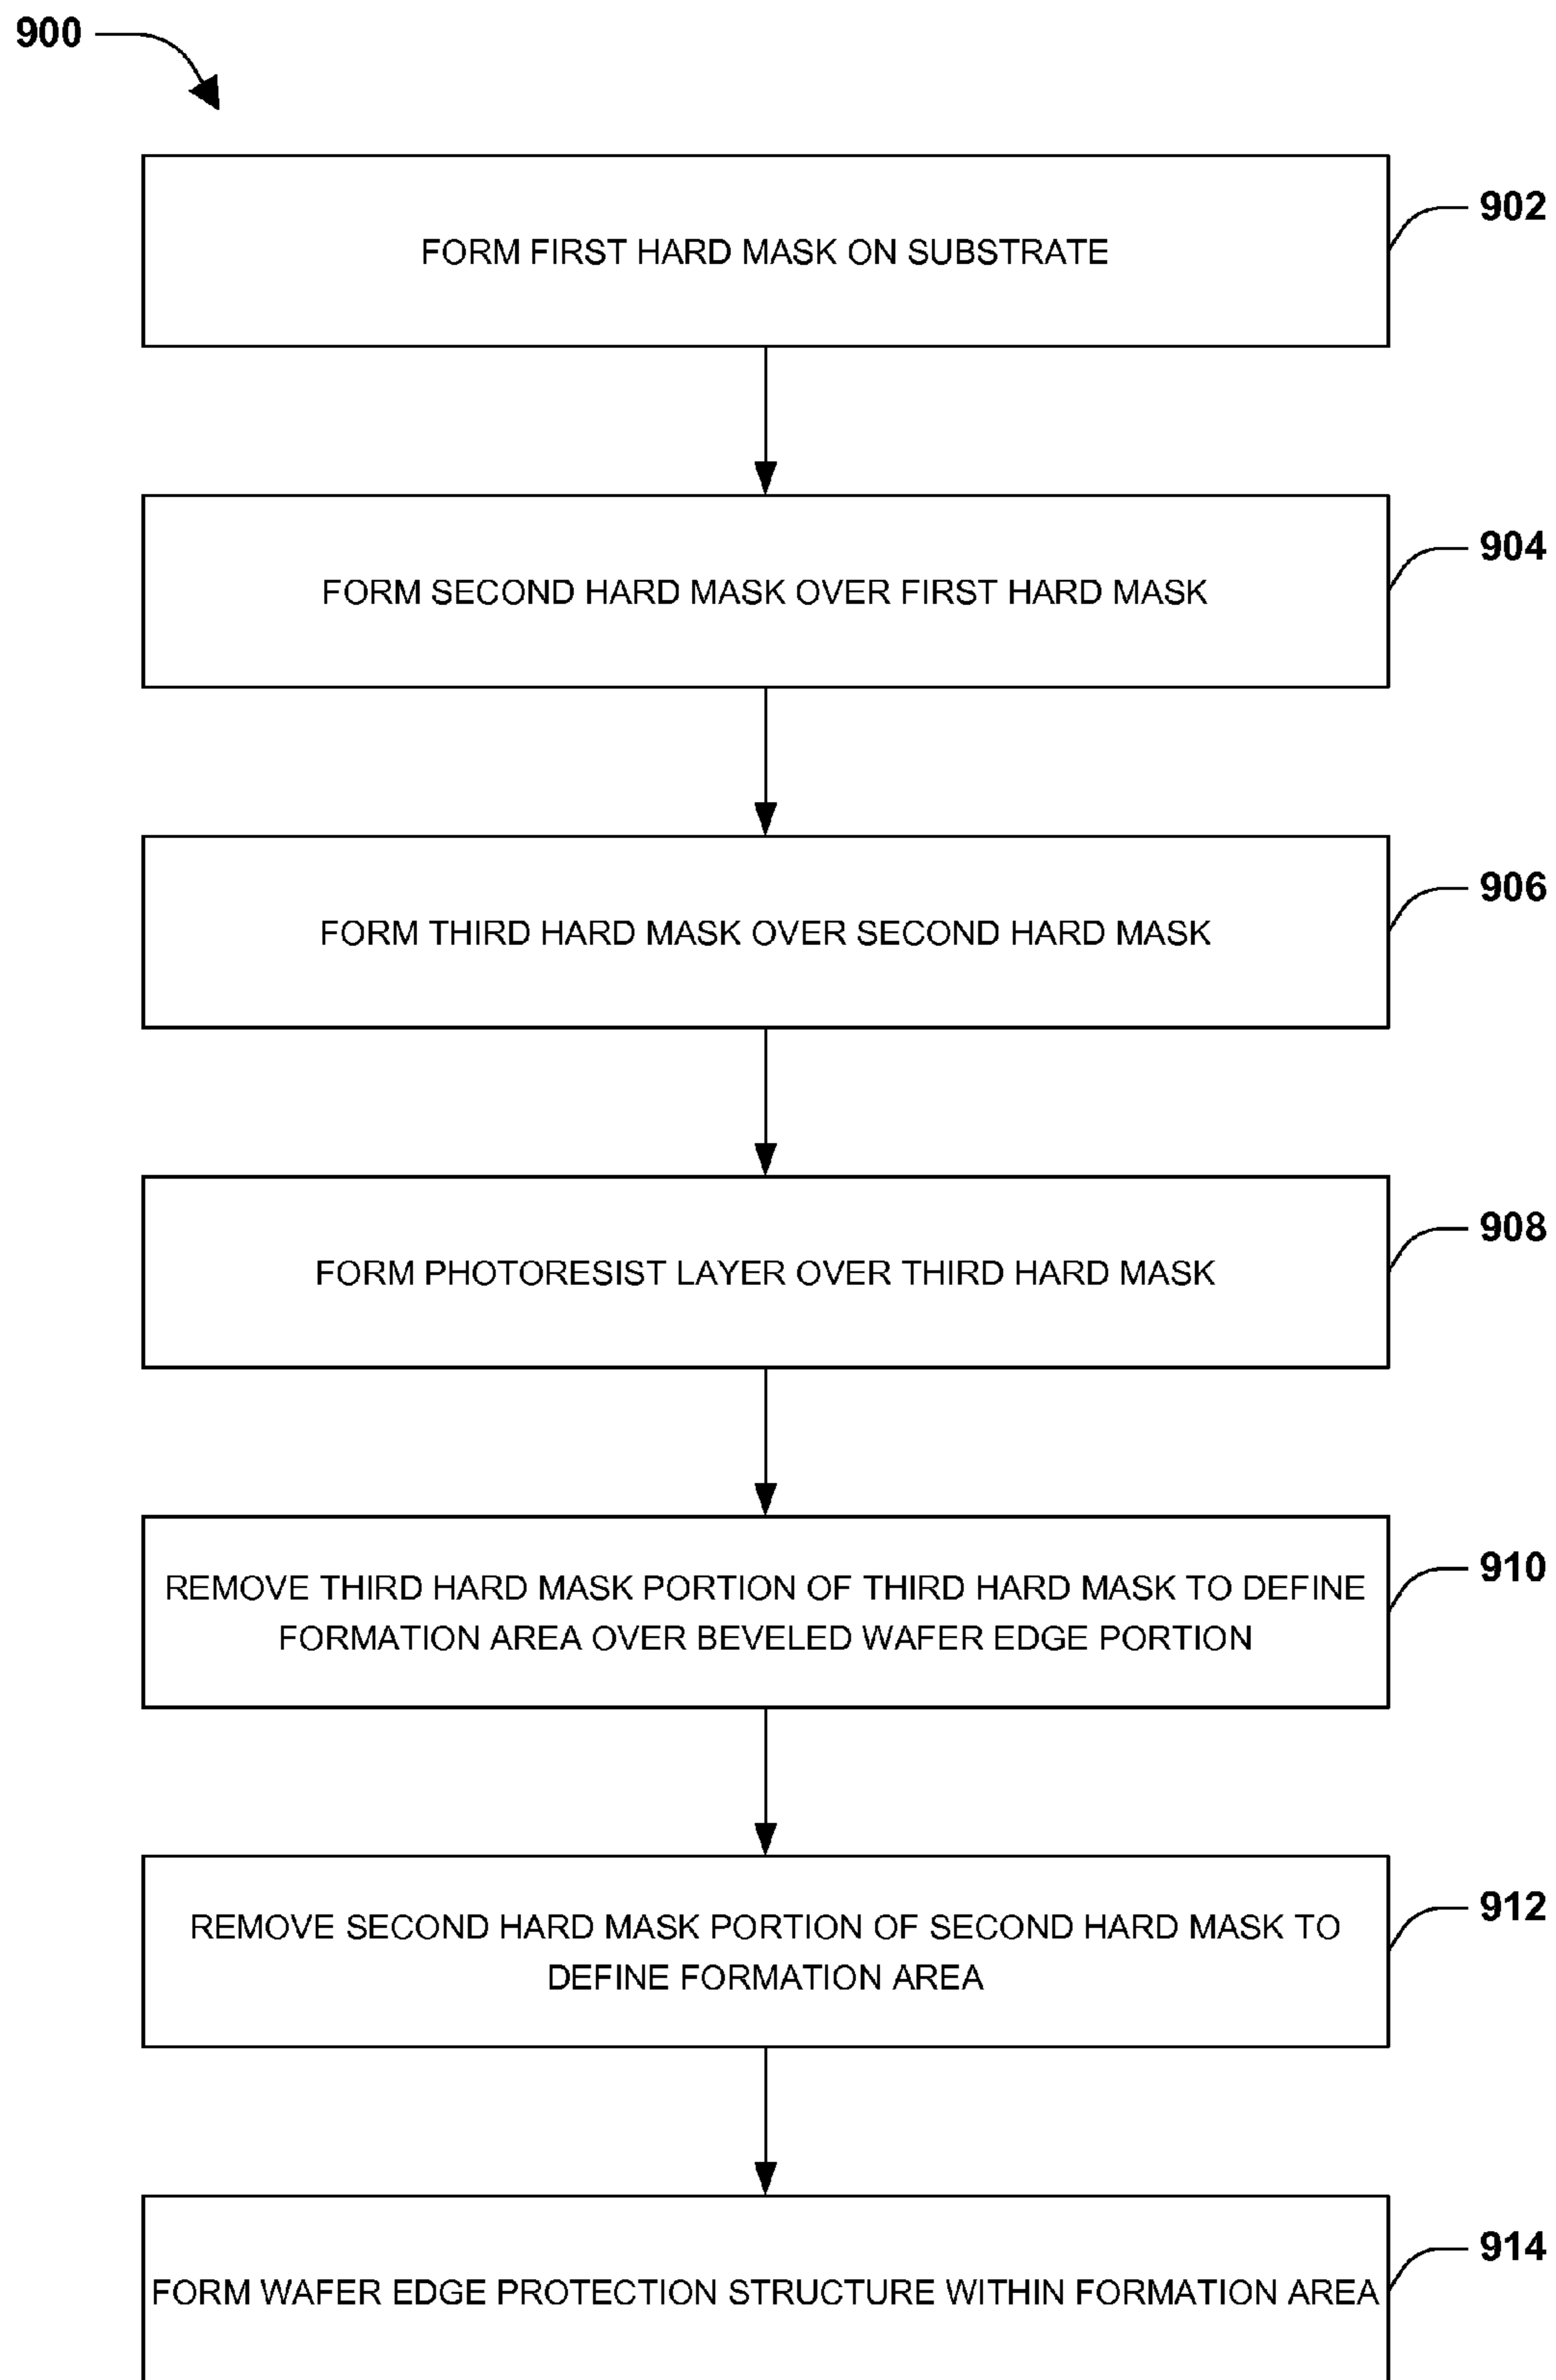 900
FORM FIRST HARD MASK ON SUBSTRATE
902
FORM SECOND HARD MASK OVER FIRST HARD MASK
904
FORM THIRD HARD MASK OVER SECOND HARD MASK
906
FORM PHOTORESIST LAYER OVER THIRD HARD MASK
908
REMOVE THIRD HARD MASK PORTION OF THIRD HARD MASK TO DEFINE
FORMATION AREA OVER BEVELED WAFER EDGE PORTION
910
REMOVE SECOND HARD MASK PORTION OF SECOND HARD MASK TO
DEFINE FORMATION AREA
912
FORM WAFER EDGE PROTECTION STRUCTURE WITHIN FORMATION AREA
914